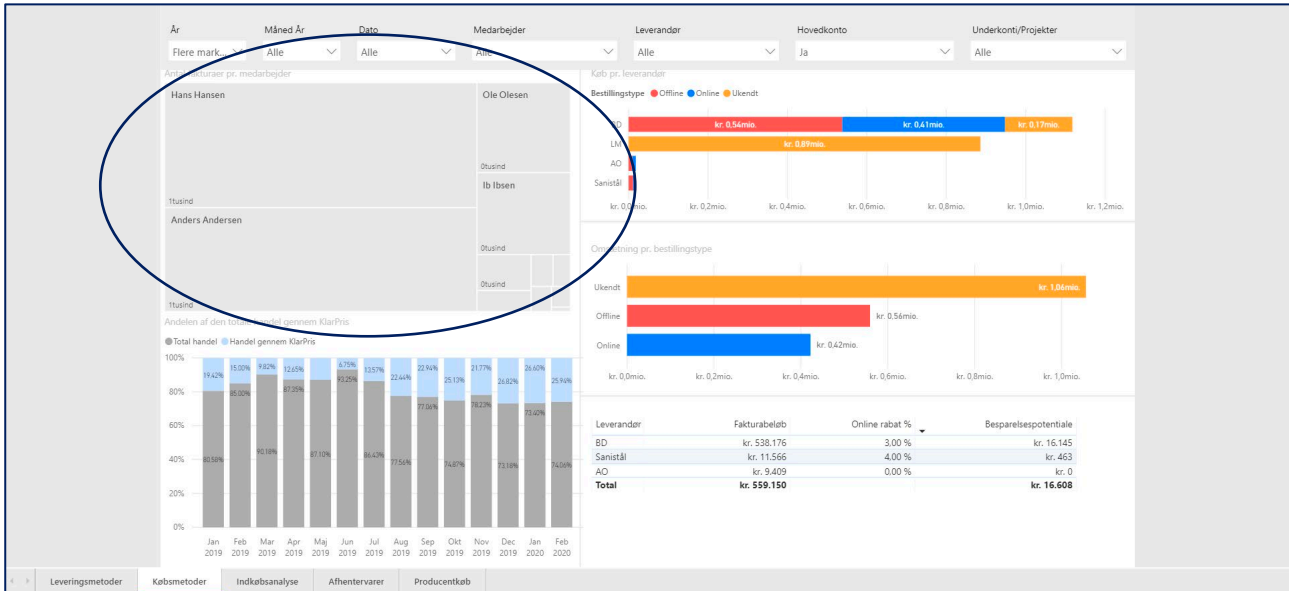 År Måned År Dato Medarbejder Leverandør Hovedkonto Underkonti/Projekter
Flere mark... Alle Alle Alle Alle Ja Alle
Antal fakturaer pr. medarbejder
Hans Hansen
1tusind
Anders Andersen
1tusind
Ole Olesen
0tusind
Ib Ibsen
0tusind
0tusind
Køb pr. leverandør
Bestillingstype Offline Online Ukendt
BD kr. 0,54mio. kr. 0,41mio. kr. 0,17mio.
LM kr. 0,89mio.
AO
Sanistål
kr. 0,0mio. kr. 0,2mio. kr. 0,4mio. kr. 0,6mio. kr. 0,8mio. kr. 1,0mio. kr. 1,2mio.
Omsætning pr. bestillingstype
Ukendt kr. 1,06mio.
Offline kr. 0,56mio.
Online kr. 0,42mio.
kr. 0,0mio. kr. 0,2mio. kr. 0,4mio. kr. 0,6mio. kr. 0,8mio. kr. 1,0mio.
Andelen af den totale handel gennem KlarPris
Total handel Handel gennem KlarPris
100%
80%
60%
40%
20%
0%
19.42% 15.00% 9.82% 12.65% 6.75% 13.57% 22.44% 22.94% 25.13% 21.77% 26.82% 26.60% 25.94%
80.58% 85.00% 90.18% 87.35% 87.10% 93.25% 86.43% 77.56% 77.06% 74.87% 78.23% 73.18% 73.40% 74.06%
Jan Feb Mar Apr Maj Jun Jul Aug Sep Okt Nov Dec Jan Feb
2019 2019 2019 2019 2019 2019 2019 2019 2019 2019 2019 2019 2020 2020
Leverandør Fakturabeløb Online rabat % Besparelsespotentiale
BD kr. 538.176 3,00 % kr. 16.145
Sanistål kr. 11.566 4,00 % kr. 463
AO kr. 9.409 0,00 % kr. 0
Total kr. 559.150 kr. 16.608
Leveringsmetoder Købsmetoder Indkøbsanalyse Afhentervarer Producentkøb